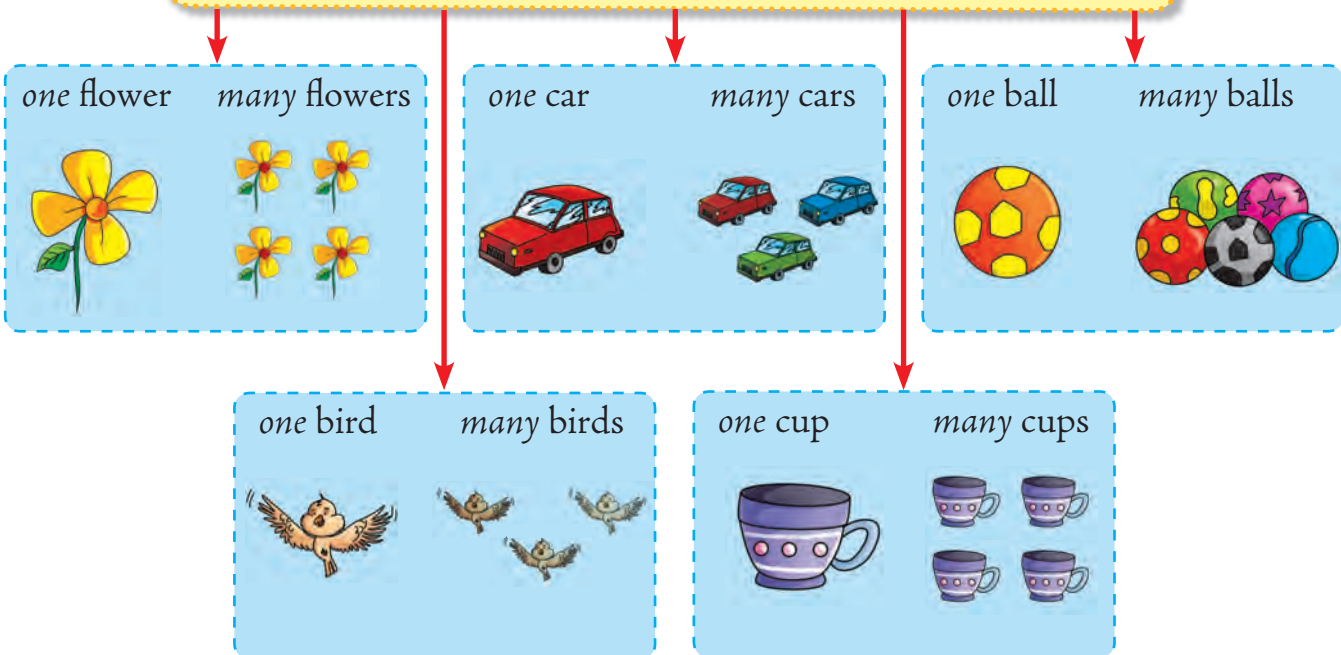 one flower many flowers
one car many cars
one ball many balls
one bird many birds
one cup many cups